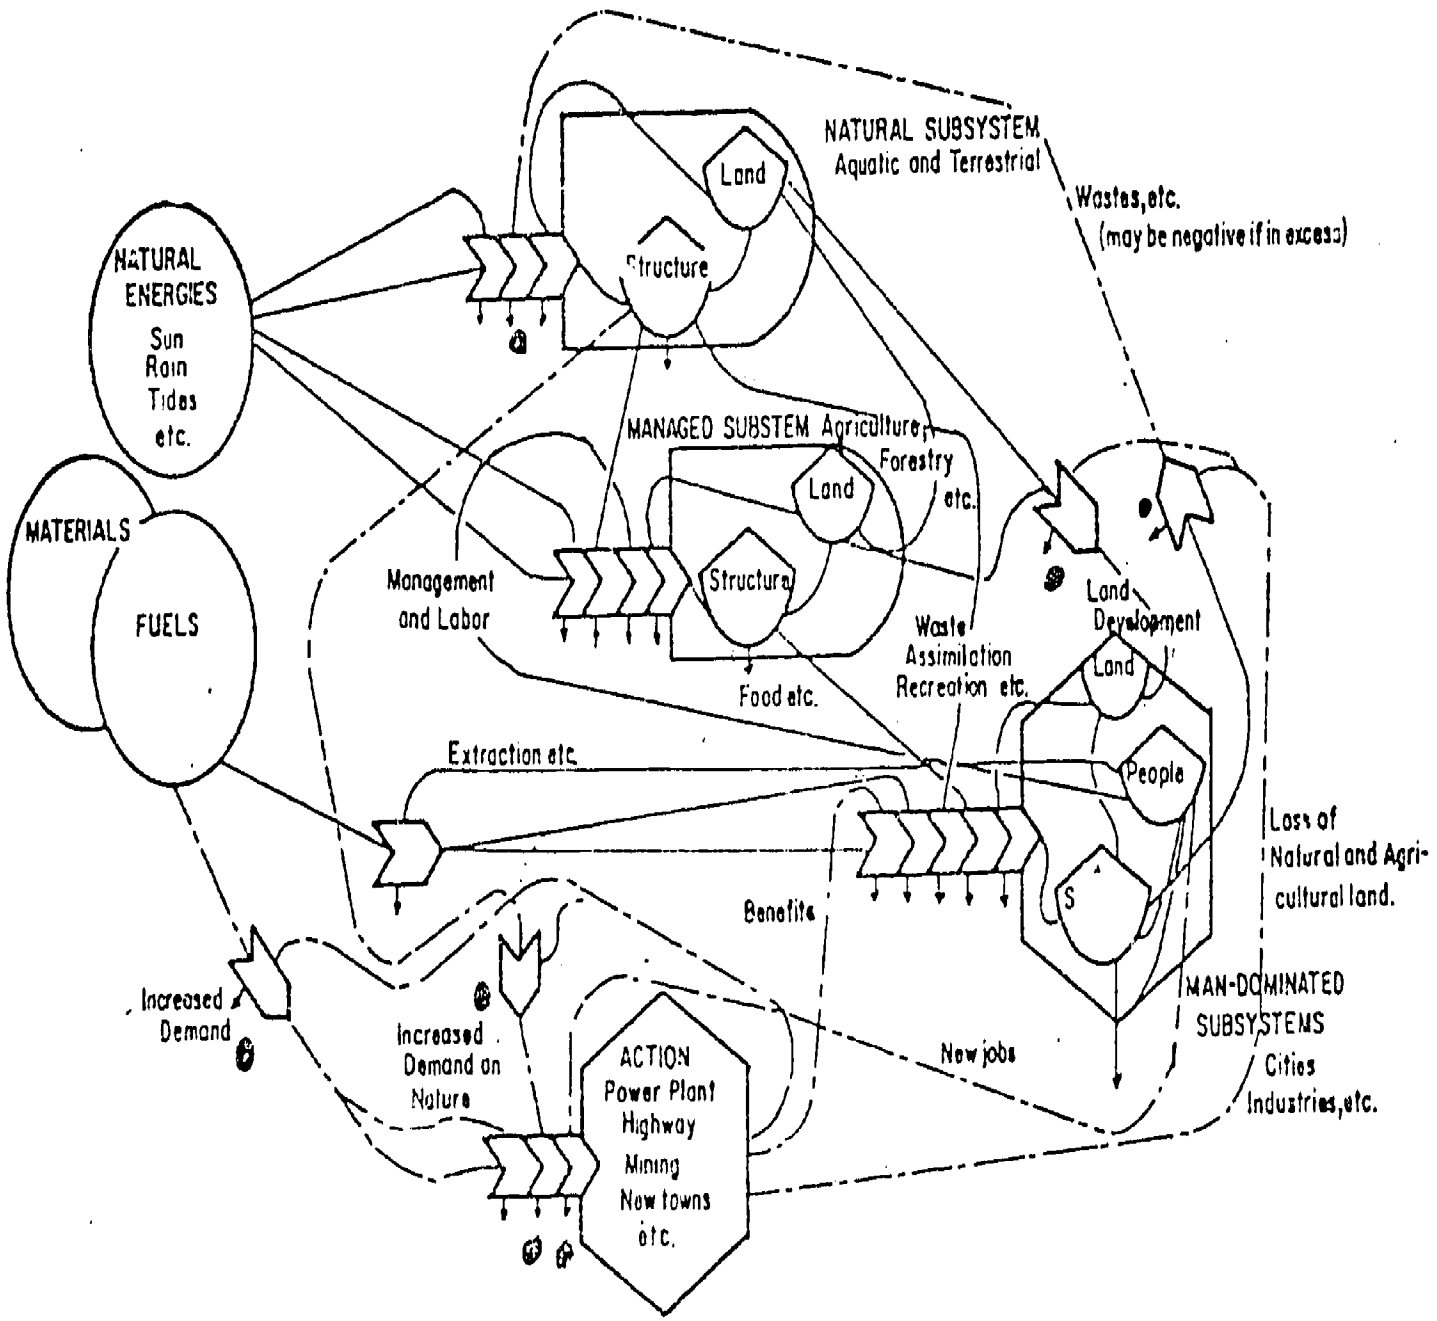 NATURAL SUBSYSTEM
Aquatic and Terrestrial
Land
Structure
Wastes, etc.
(may be negative if in excess)
NATURAL
ENERGIES
Sun
Rain
Tides
etc.
MATERIALS
FUELS
MANAGED SUBSTEM Agriculture,
Forestry
etc.
Land
Structure
Management
and Labor
Food etc.
Waste
Assimilation
Recreation etc.
Land
Development
Land
People
S
Extraction etc.
Benefits
Loss of
Natural and Agri-
cultural land.
MAN-DOMINATED
SUBSYSTEMS
Cities
Industries, etc.
New jobs
Increased
Demand
Increased
Demand on
Nature
ACTION
Power Plant
Highway
Mining
New towns
etc.